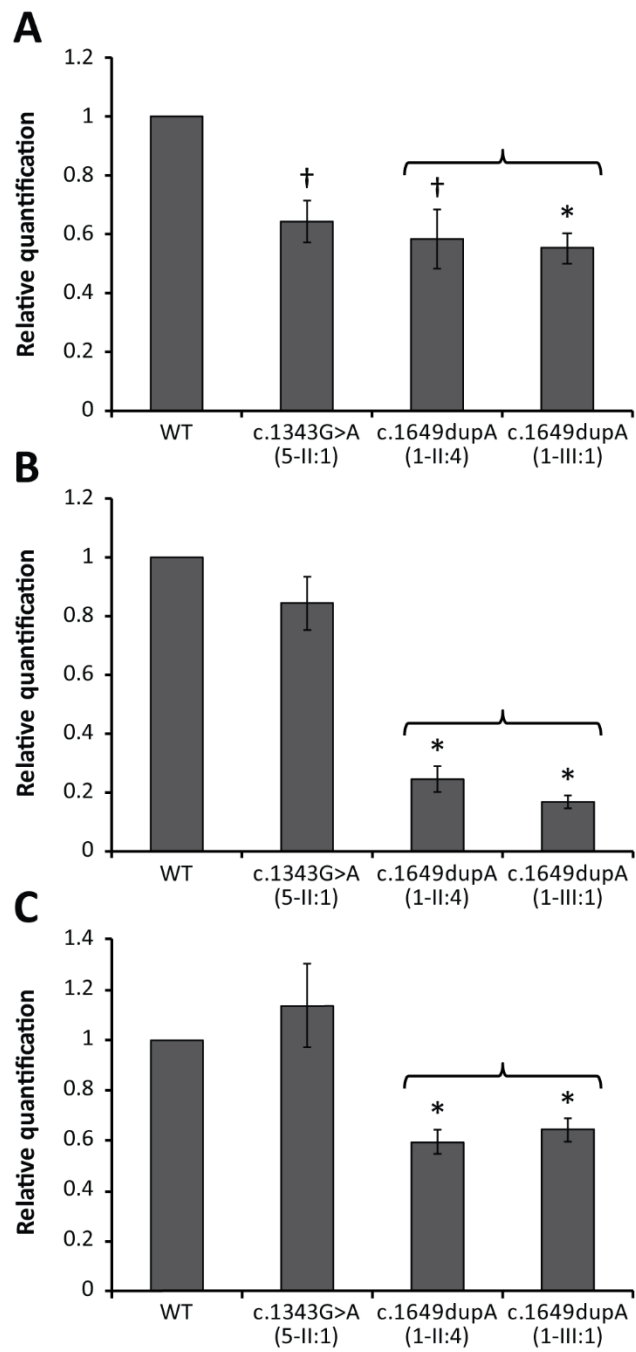 A
Relative quantification
1.2
1
0.8
0.6
0.4
0.2
0
†
†
*
WT
c.1343G>A
(5-II:1)
c.1649dupA
(1-II:4)
c.1649dupA
(1-III:1)
B
Relative quantification
1.2
1
0.8
0.6
0.4
0.2
0
*
*
WT
c.1343G>A
(5-II:1)
c.1649dupA
(1-II:4)
c.1649dupA
(1-III:1)
C
Relative quantification
1.4
1.2
1
0.8
0.6
0.4
0.2
0
*
*
WT
c.1343G>A
(5-II:1)
c.1649dupA
(1-II:4)
c.1649dupA
(1-III:1)